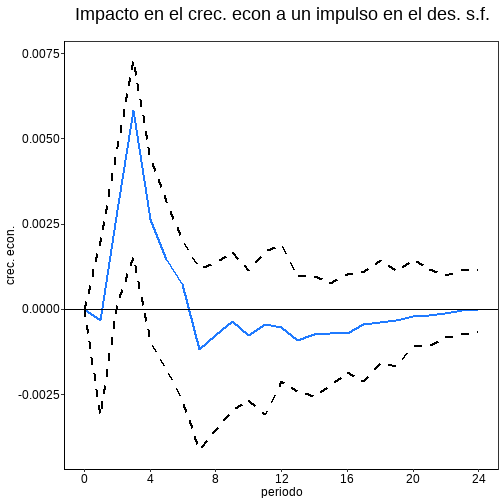 Impacto en el crec. econ a un impulso en el des. s.f.
0.0075
0.0050
0.0025
0.0000
-0.0025
crec. econ.
0 4 8 12 16 20 24
periodo